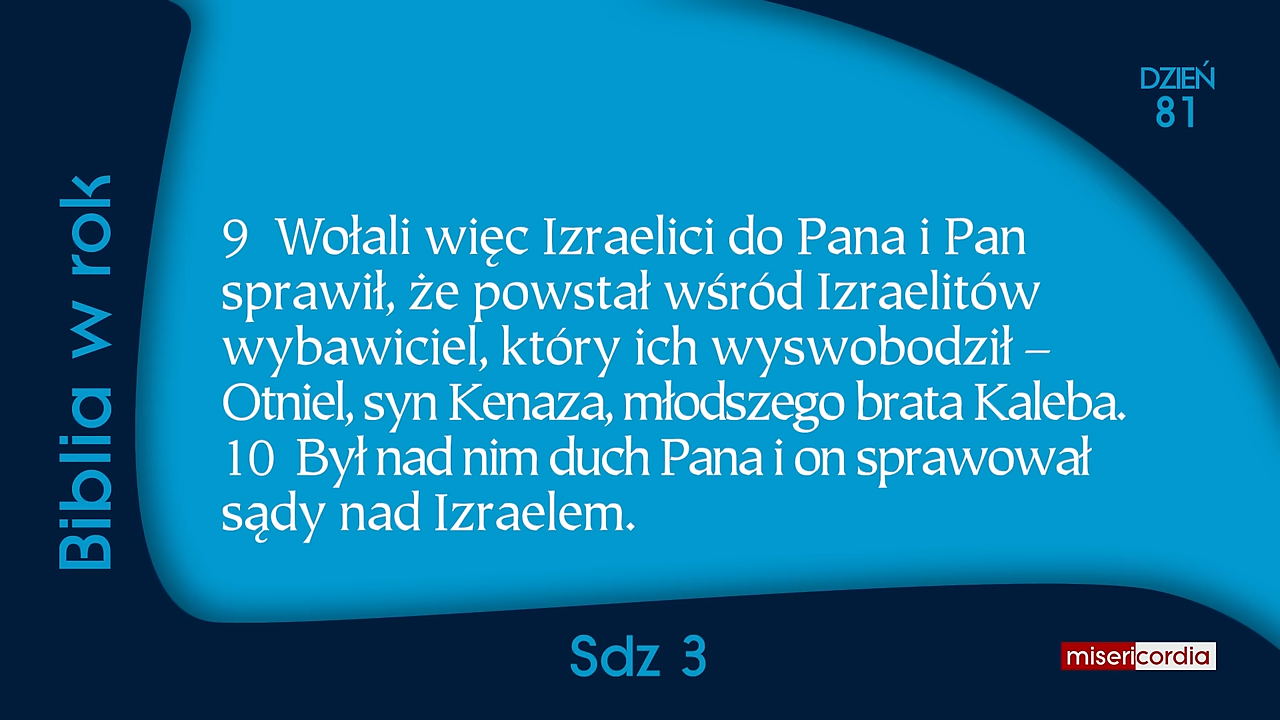 DZIEŃ
81
Biblia w rok
9 Wołali więc Izraelici do Pana i Pan
sprawił, że powstał wśród Izraelitów
wybawiciel, który ich wyswobodził –
Otniel, syn Kenaza, młodszego brata Kaleba.
10 Był nad nim duch Pana i on sprawował
sądy nad Izraelem.
Sdz 3
misericordia